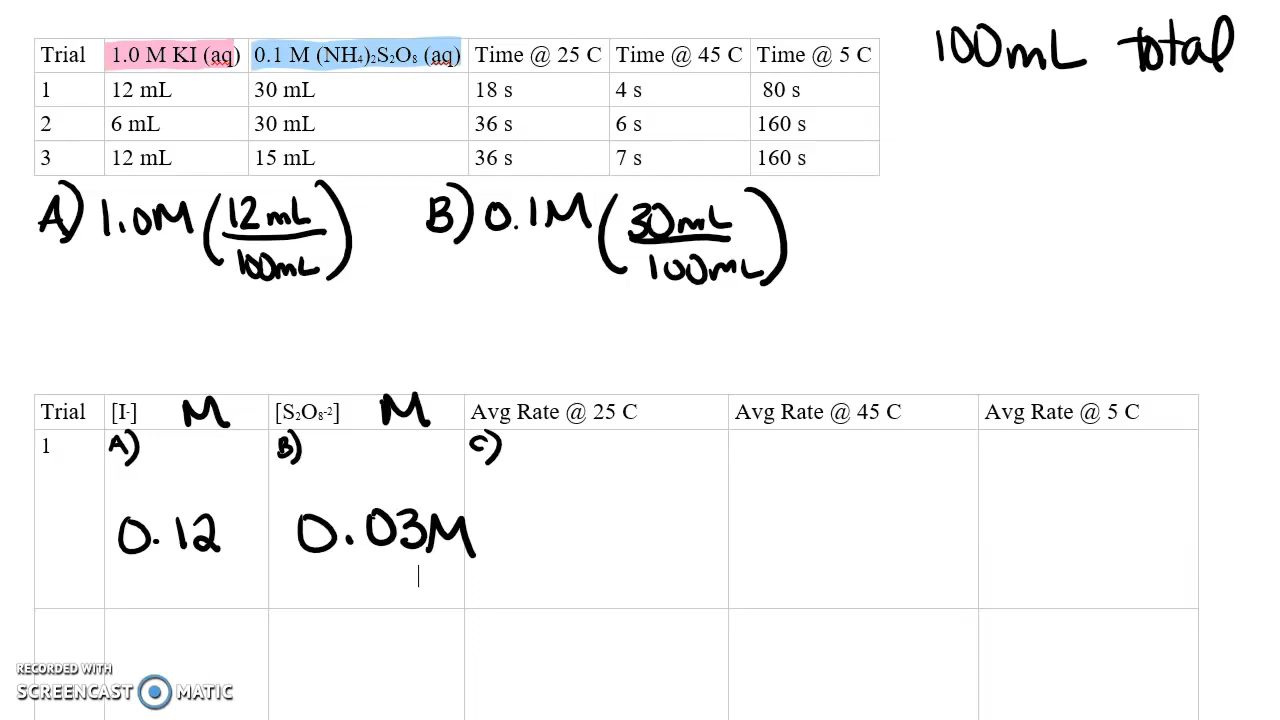 100mL total
Trial 1.0 M KI (aq) 0.1 M (NH₄)₂S₂O₈ (aq) Time @ 25 C Time @ 45 C Time @ 5 C
1 12 mL 30 mL 18 s 4 s 80 s
2 6 mL 30 mL 36 s 6 s 160 s
3 12 mL 15 mL 36 s 7 s 160 s
A) 1.0M (12mL/100mL) B) 0.1M (30mL/100mL)
Trial [I-] M [S₂O₈-²] M Avg Rate @ 25 C Avg Rate @ 45 C Avg Rate @ 5 C
1 A) B) C)
0.12 0.03M
RECORDED WITH
SCREENCAST MATIC